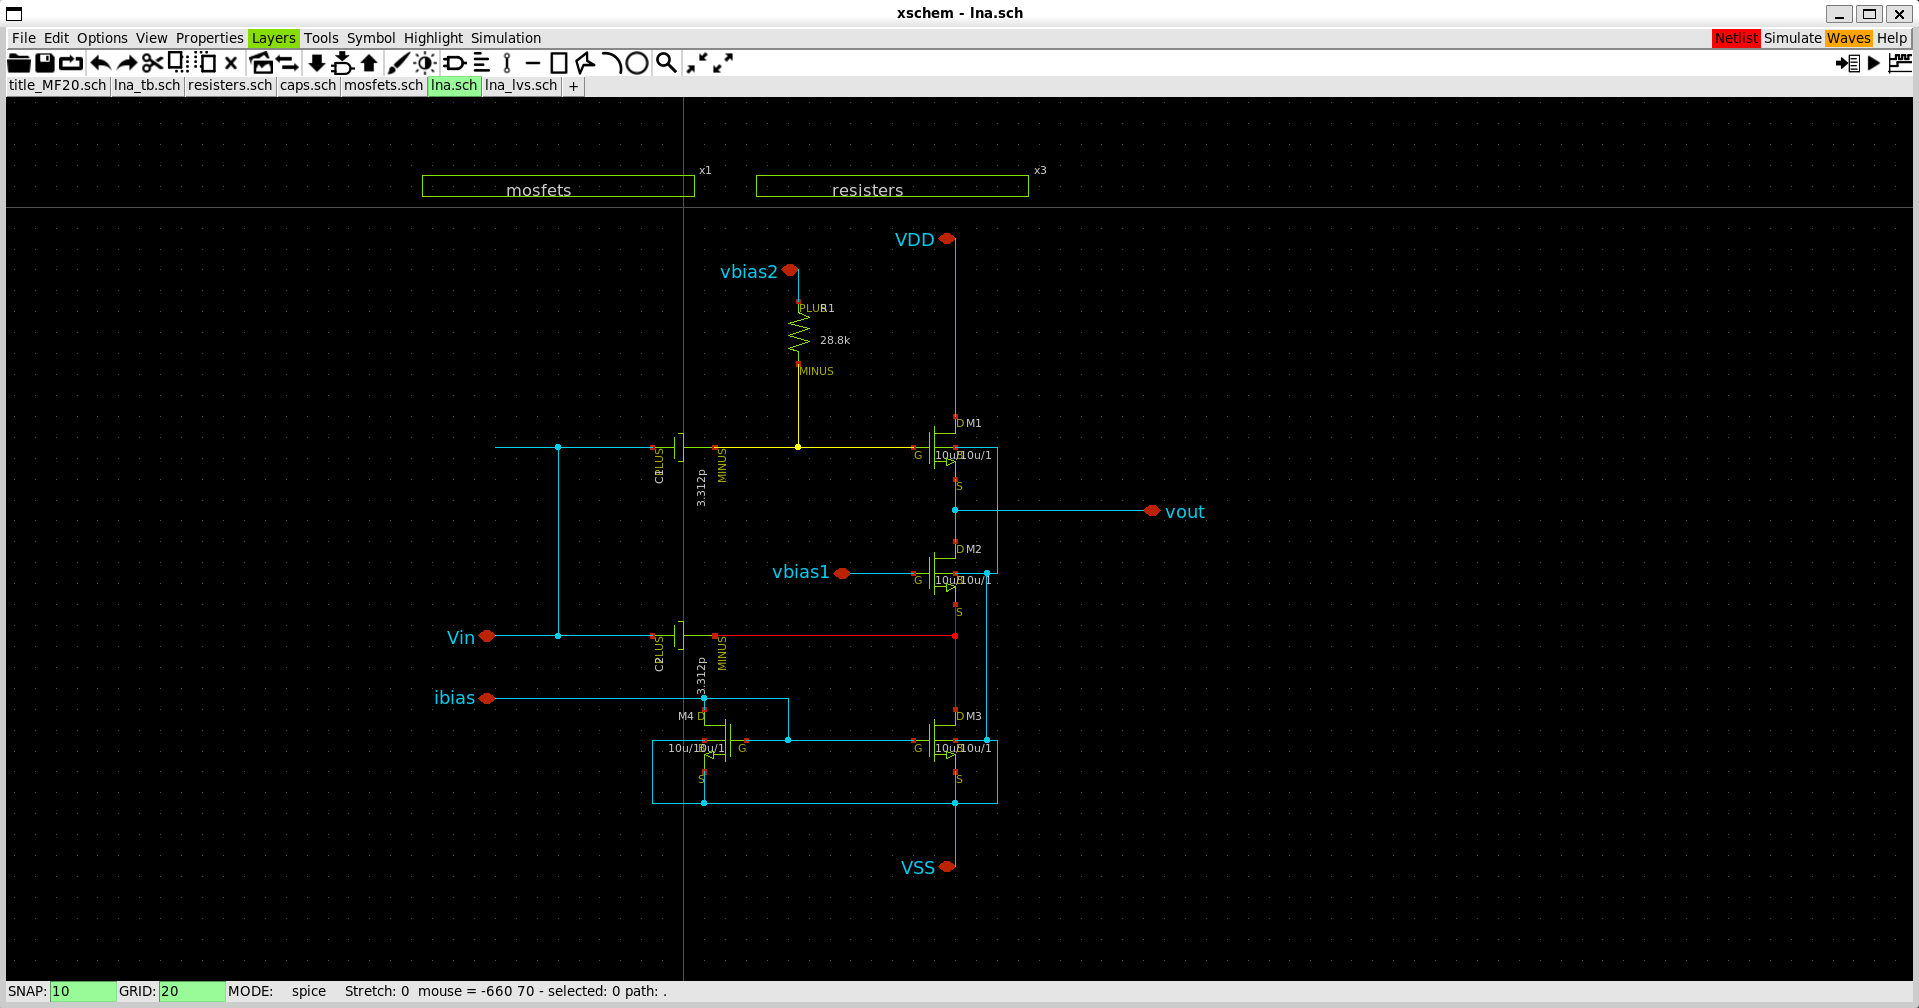 xschem - lna.sch
File Edit Options View Properties Layers Tools Symbol Highlight Simulation Netlist Simulate Waves Help
title_MF20.sch lna_tb.sch resisters.sch caps.sch mosfets.sch lna.sch lna_lvs.sch +
x1
x3
mosfets
resisters
VDD
vbias2
PLUS R1
28.8k
MINUS
D M1
G 10u/10u/1
PLUS
C1
MINUS
3.312p
S
vout
D M2
vbias1
G 10u/10u/1
S
Vin
PLUS
C2
MINUS
3.312p
ibias
M4 D
D M3
10u/10u/1 G
G 10u/10u/1
S
S
VSS
SNAP: 10 GRID: 20 MODE: spice Stretch: 0 mouse = -660 70 - selected: 0 path: .